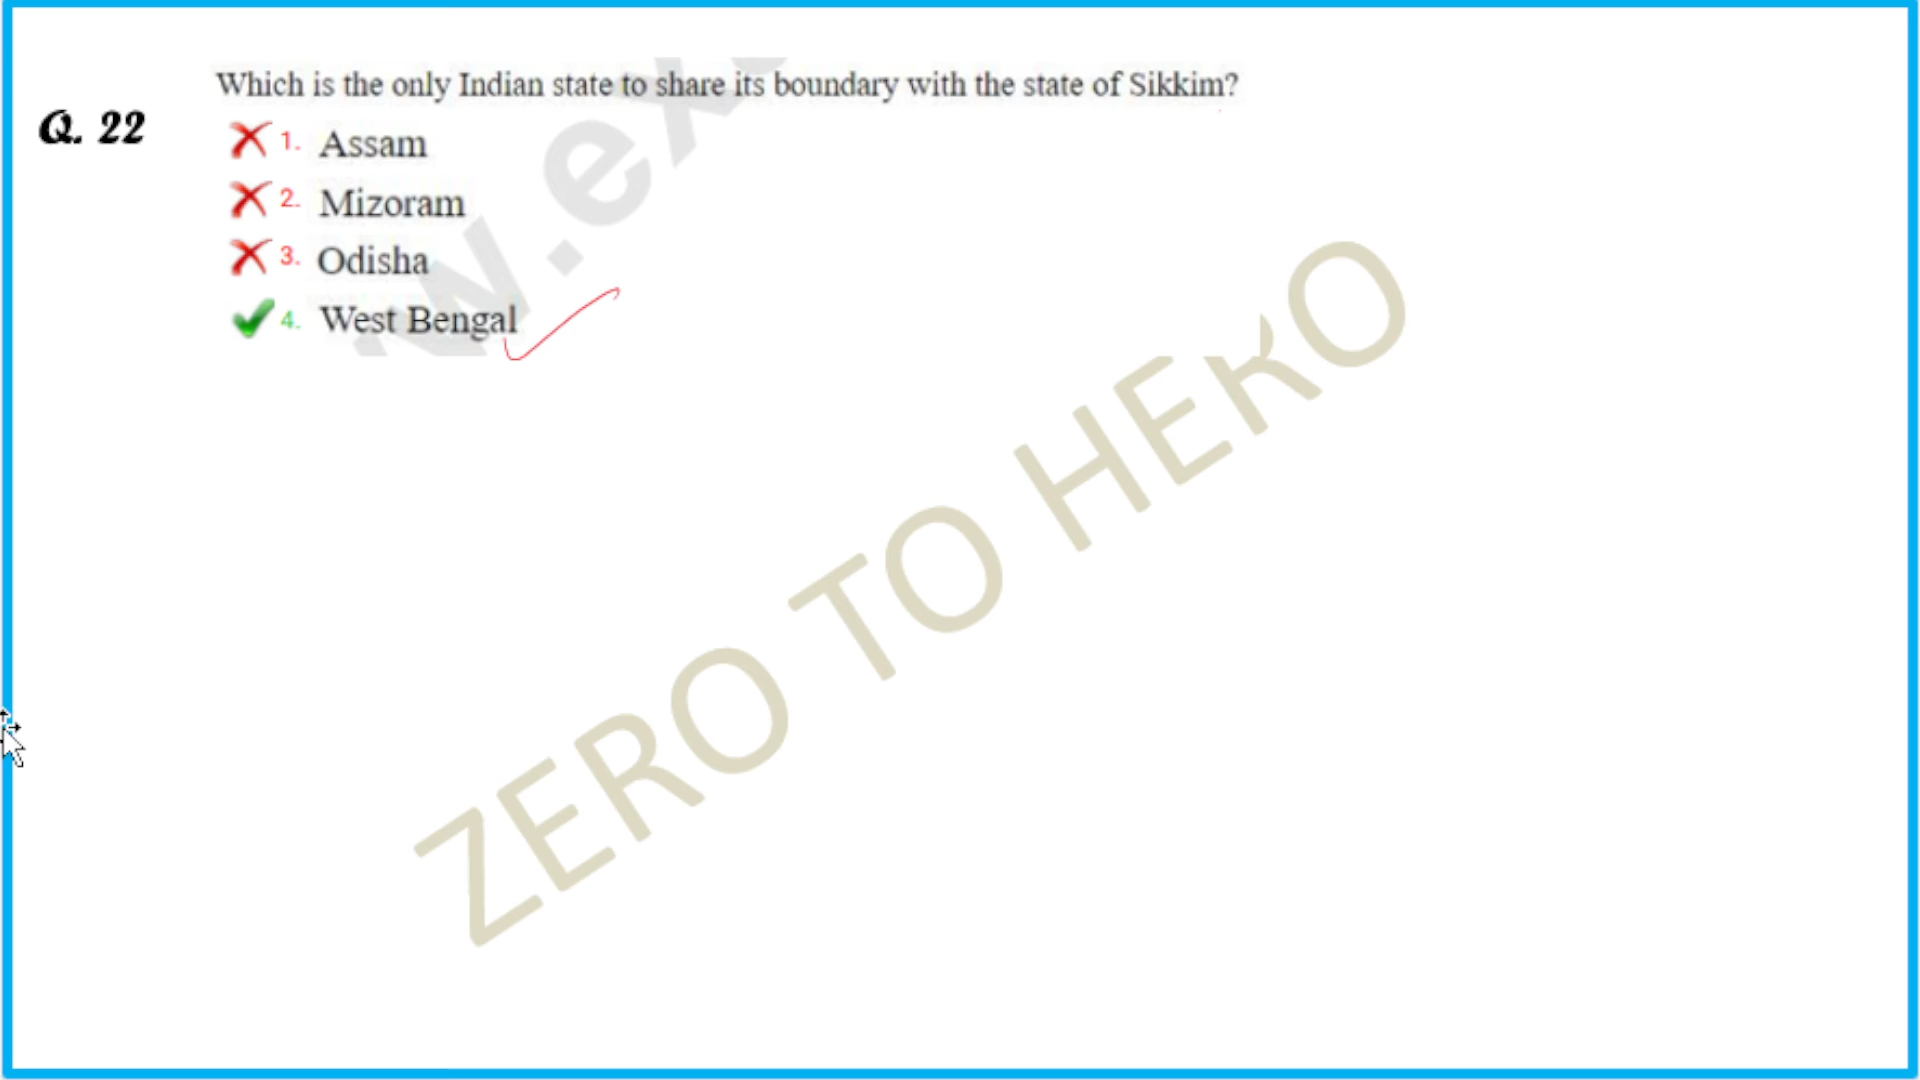 Which is the only Indian state to share its boundary with the state of Sikkim?
Q. 22
1. Assam
2. Mizoram
3. Odisha
4. West Bengal
w.ex
ZERO TO HERO